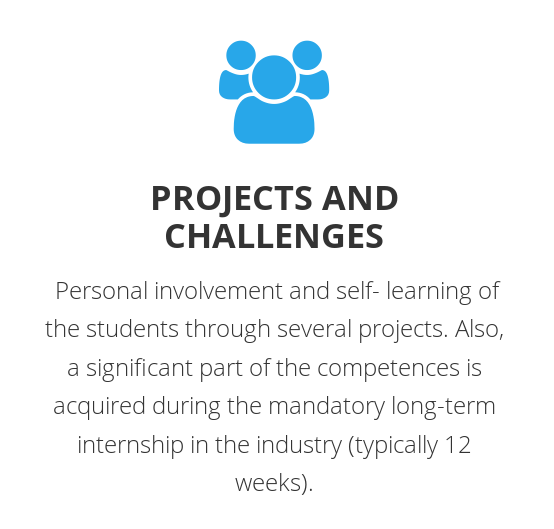 PROJECTS AND
CHALLENGES
Personal involvement and self- learning of
the students through several projects. Also,
a significant part of the competences is
acquired during the mandatory long-term
internship in the industry (typically 12
weeks).